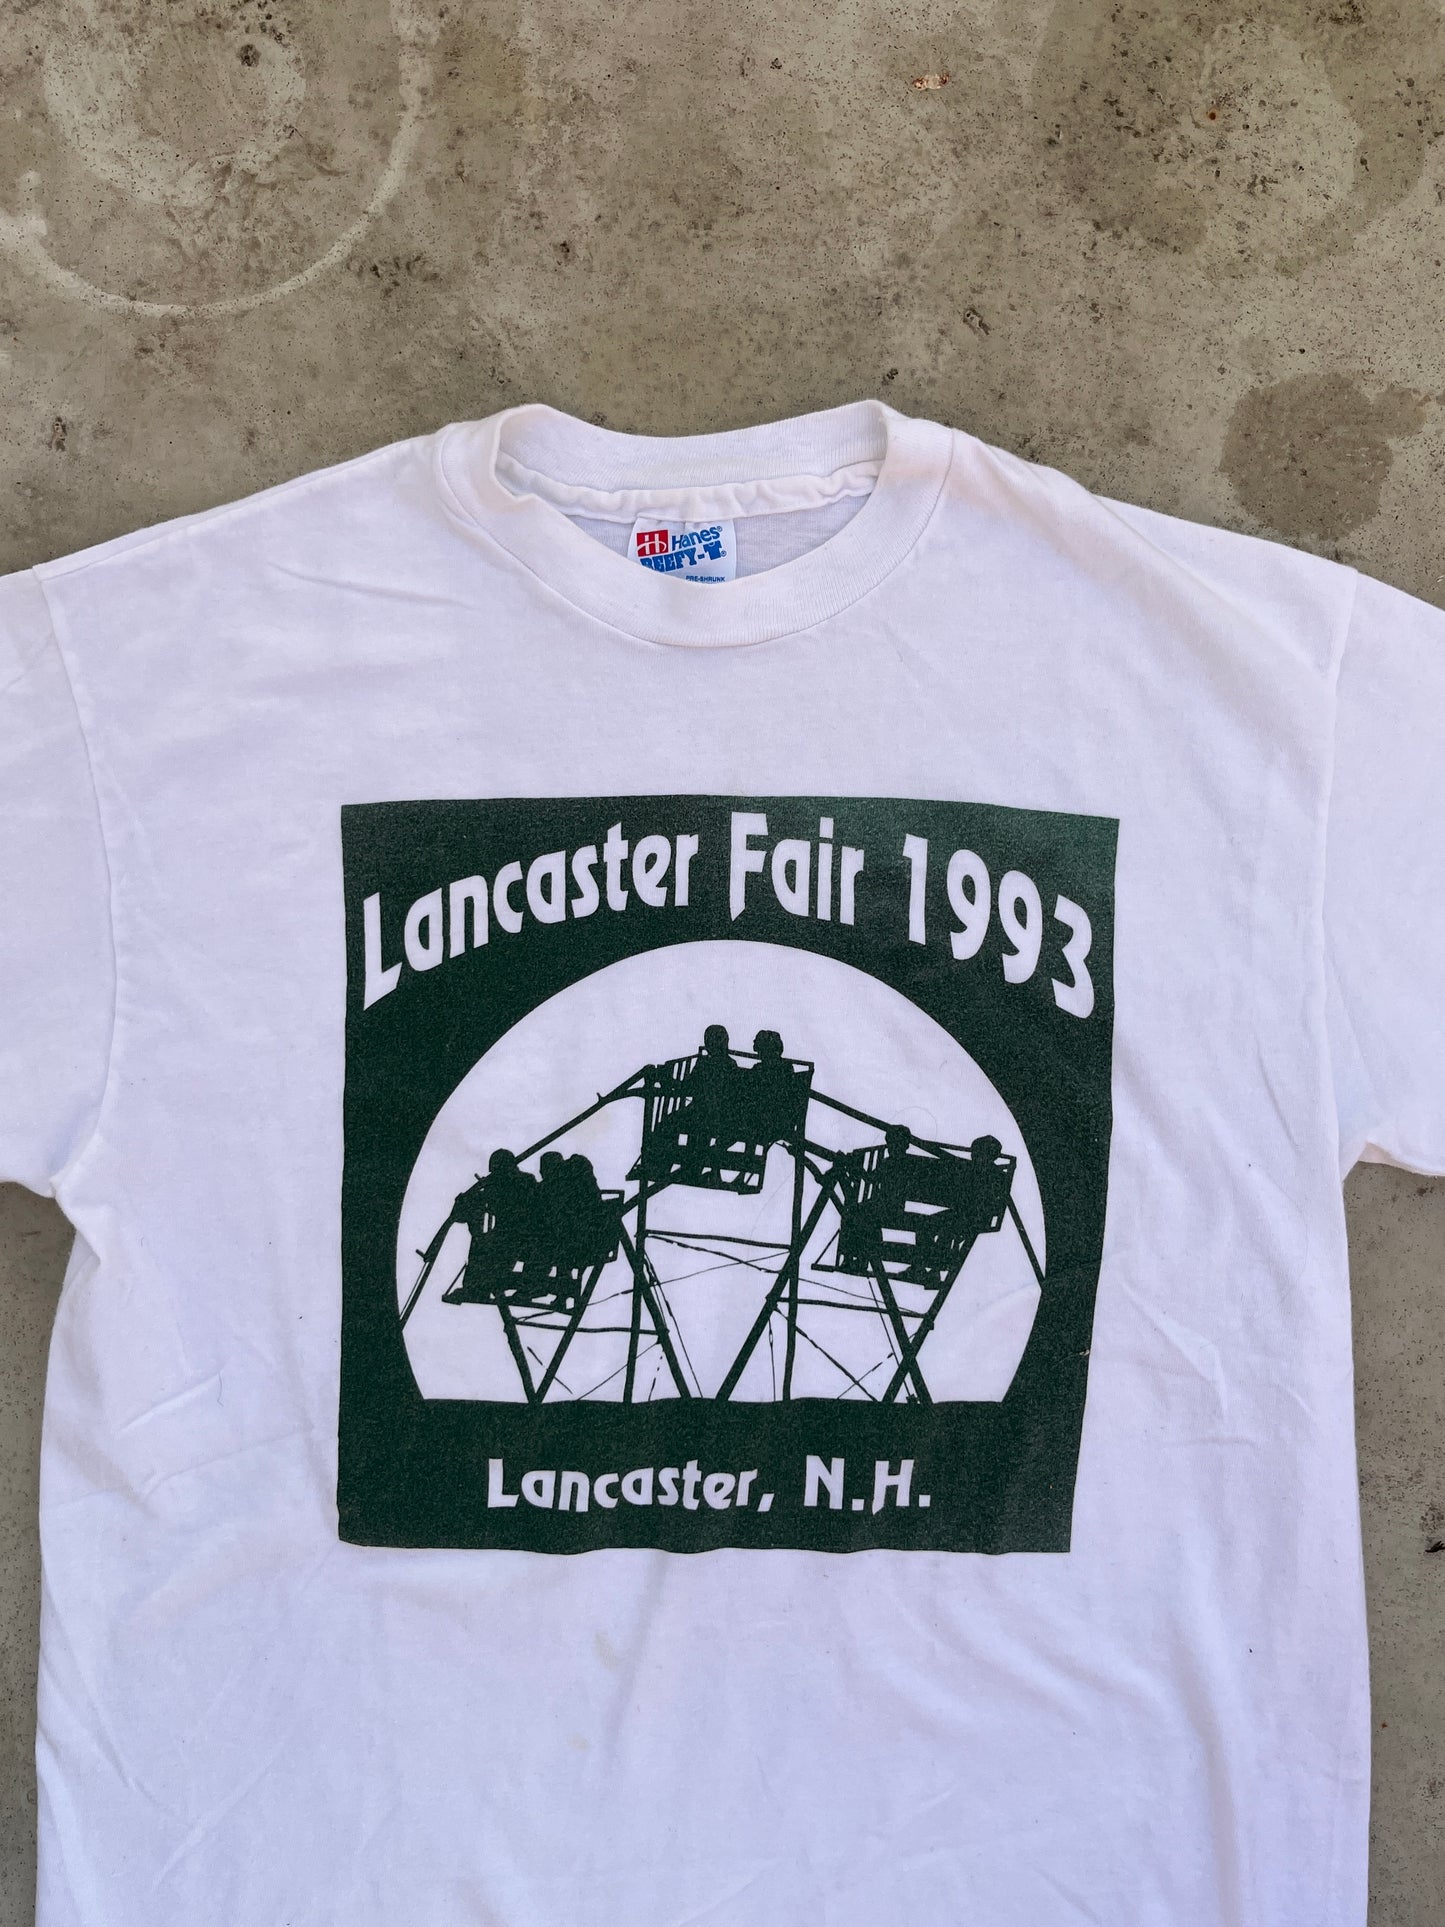 Hanes®
BEEFY-T®
PRE-SHRUNK
Lancaster Fair 1993
Lancaster, N.H.